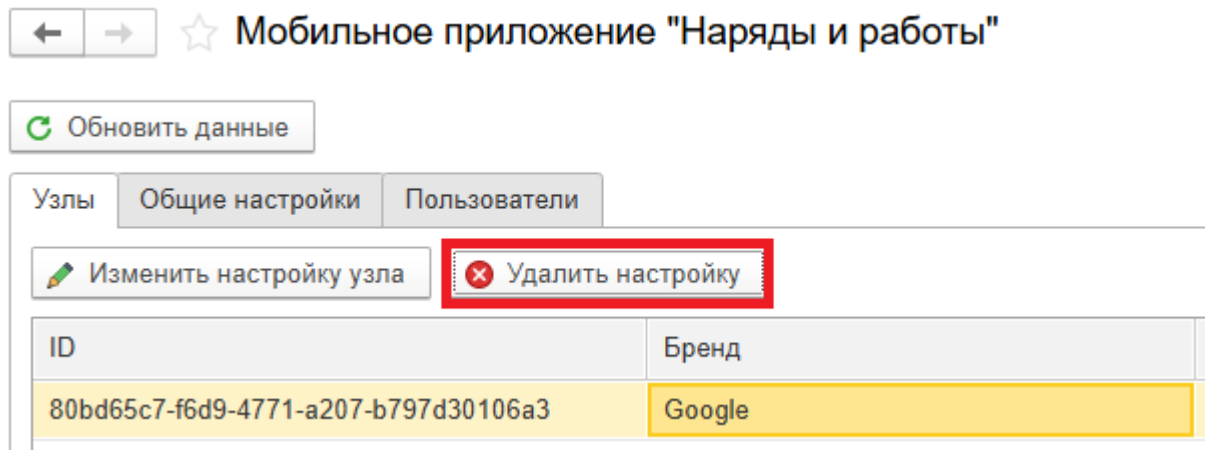 Мобильное приложение "Наряды и работы"
Обновить данные
Узлы Общие настройки Пользователи
Изменить настройку узла Удалить настройку
ID Бренд
80bd65c7-f6d9-4771-a207-b797d30106a3 Google